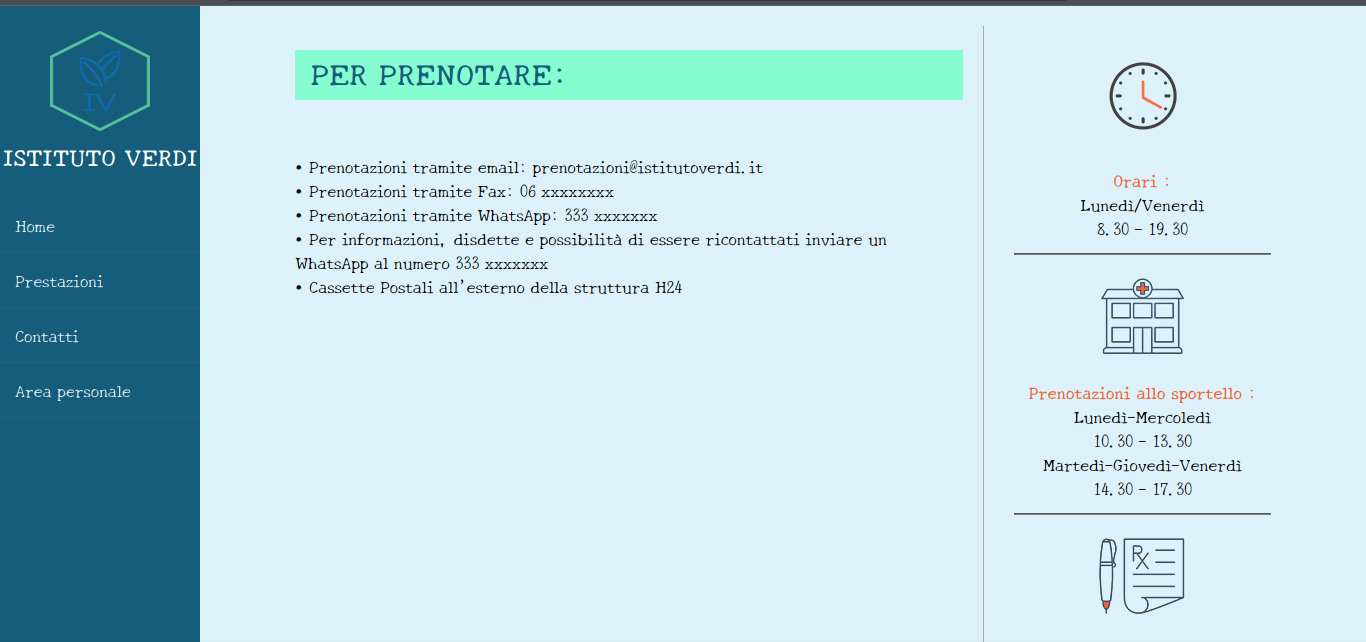 IV
ISTITUTO VERDI
Home
Prestazioni
Contatti
Area personale
PER PRENOTARE:
• Prenotazioni tramite email: prenotazioni@istitutoverdi.it
• Prenotazioni tramite Fax: 06 xxxxxxxx
• Prenotazioni tramite WhatsApp: 333 xxxxxxx
• Per informazioni, disdette e possibilità di essere ricontattati inviare un
WhatsApp al numero 333 xxxxxxx
• Cassette Postali all'esterno della struttura H24
Orari :
Lunedì/Venerdì
8.30 - 19.30
Prenotazioni allo sportello :
Lunedì-Mercoledì
10.30 - 13.30
Martedì-Giovedì-Venerdì
14.30 - 17.30
Rx